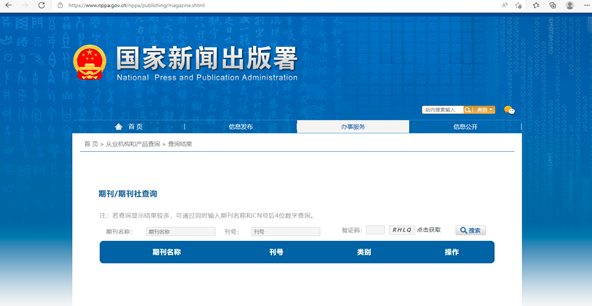 https://www.nppa.gov.cn/nppa/publishing/magazine.shtml
国家新闻出版署
National Press and Publication Administration
站内搜索输入
首 页 信息发布 办事服务 信息公开
首 页 > 从业机构和产品查询 > 查询结果
期刊/期刊社查询
注:若查询显示结果较多,可通过同时输入期刊名称和CN号后4位数字查询。
期刊名称: 期刊名称 刊号: 刊号 验证码: RHLQ 点击获取 搜索
期刊名称 刊号 类别 操作